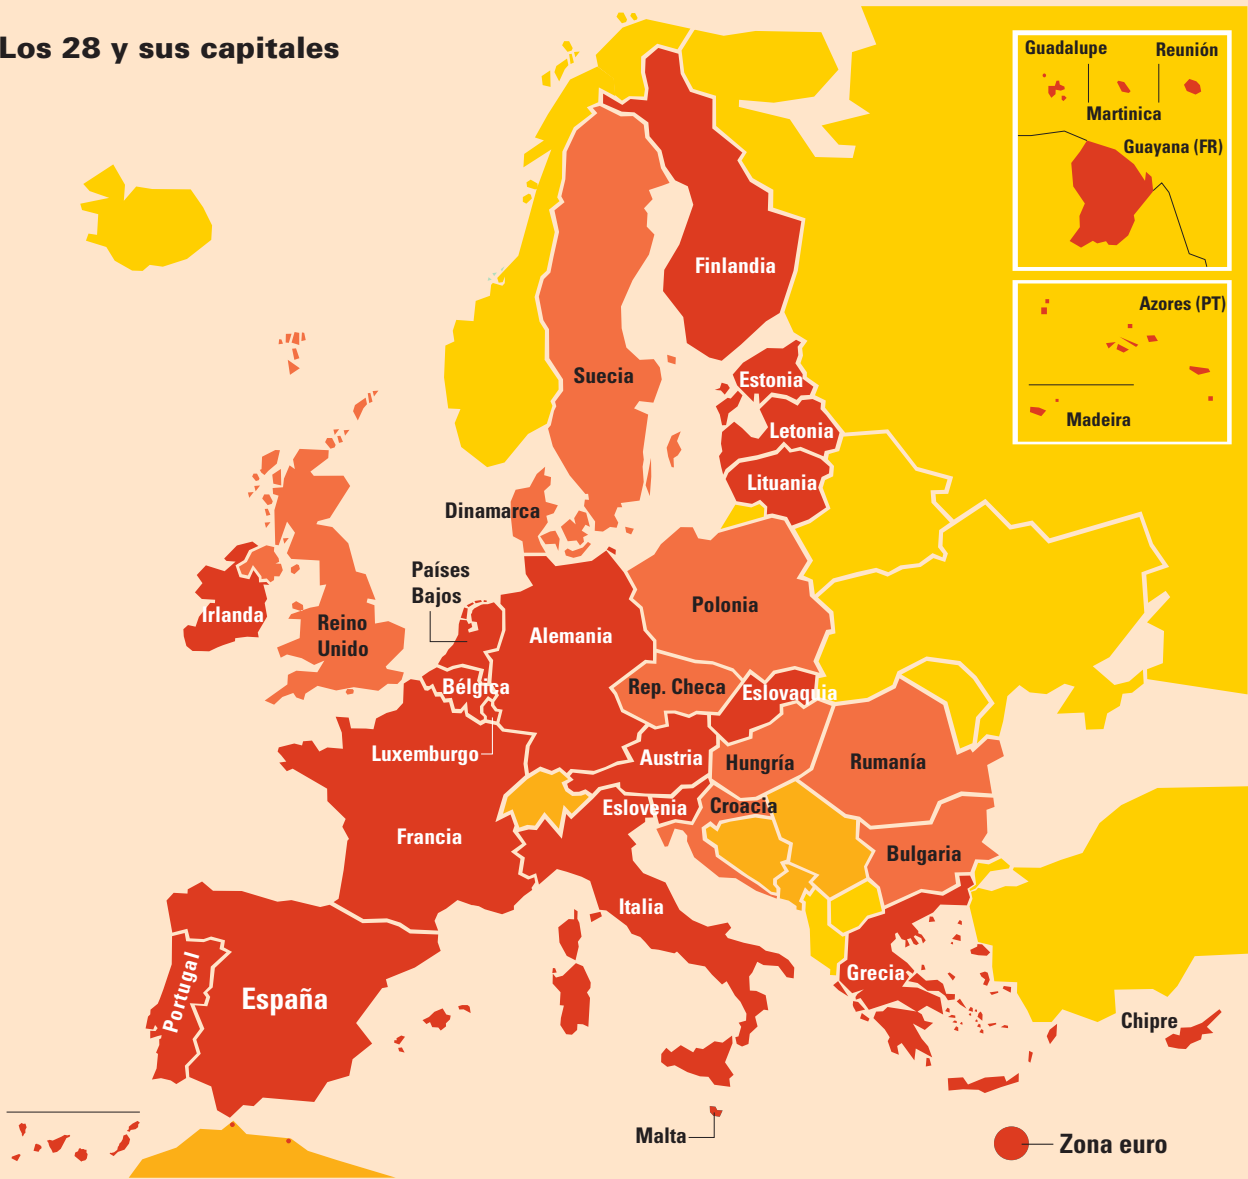 Los 28 y sus capitales
Guadalupe
Reunión
Martinica
Guayana (FR)
Azores (PT)
Madeira
Finlandia
Suecia
Estonia
Letonia
Lituania
Dinamarca
Países
Bajos
Irlanda
Reino
Unido
Alemania
Polonia
Bélgica
Rep. Checa
Eslovaquia
Luxemburgo
Austria
Hungría
Rumanía
Eslovenia
Croacia
Francia
Bulgaria
Italia
Portugal
España
Grecia
Chipre
Malta
Zona euro